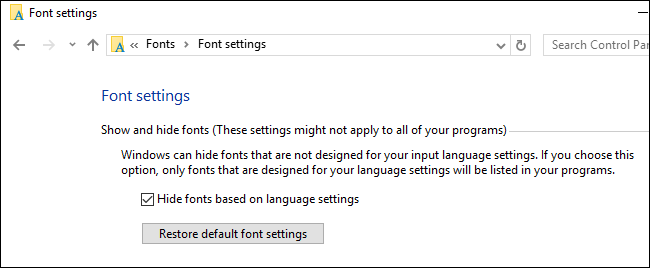 Font settings
« Fonts > Font settings
Search Control Pa
Font settings
Show and hide fonts (These settings might not apply to all of your programs)
Windows can hide fonts that are not designed for your input language settings. If you choose this
option, only fonts that are designed for your language settings will be listed in your programs.
Hide fonts based on language settings
Restore default font settings